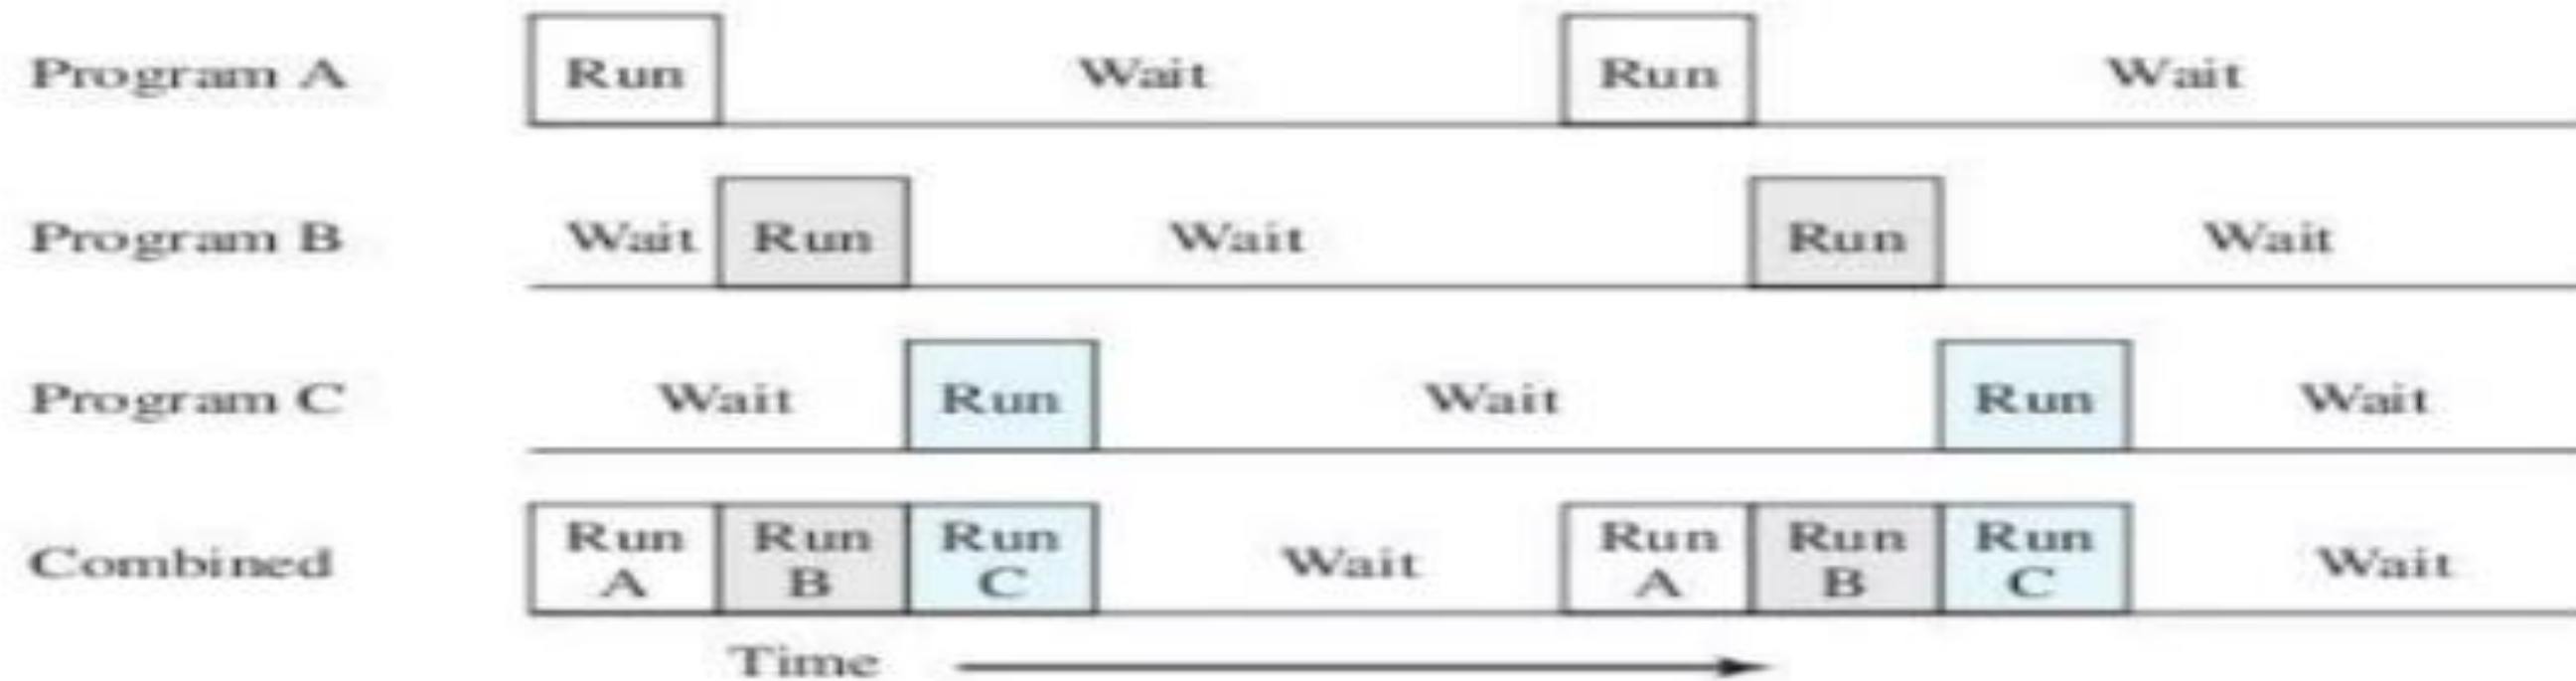 Program A Run Wait Run Wait
Program B Wait Run Wait Run Wait
Program C Wait Run Wait Run Wait
Combined Run A Run B Run C Wait Run A Run B Run C Wait
Time